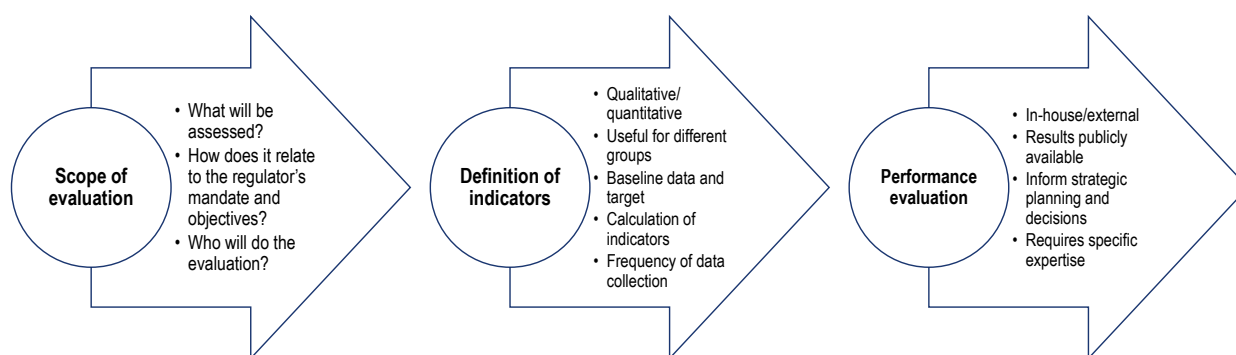 Scope of
evaluation
• What will be
assessed?
• How does it relate
to the regulator's
mandate and
objectives?
• Who will do the
evaluation?
Definition of
indicators
• Qualitative/
quantitative
• Useful for different
groups
• Baseline data and
target
• Calculation of
indicators
• Frequency of data
collection
Performance
evaluation
• In-house/external
• Results publicly
available
• Inform strategic
planning and
decisions
• Requires specific
expertise